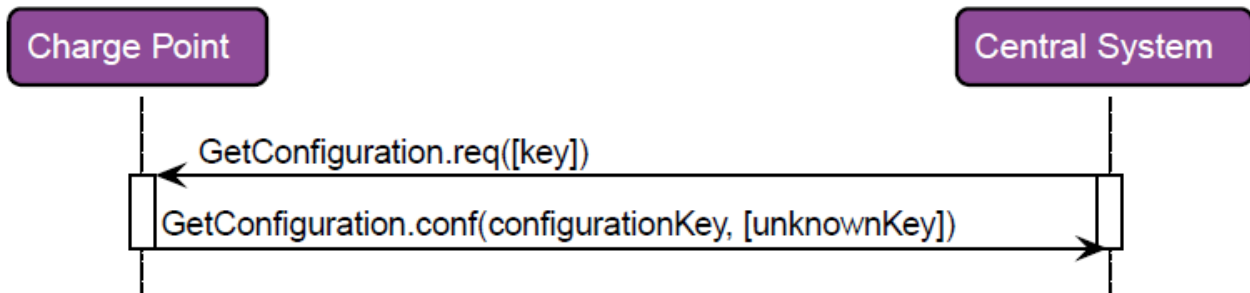 Charge Point
Central System
GetConfiguration.req([key])
GetConfiguration.conf(configurationKey, [unknownKey])